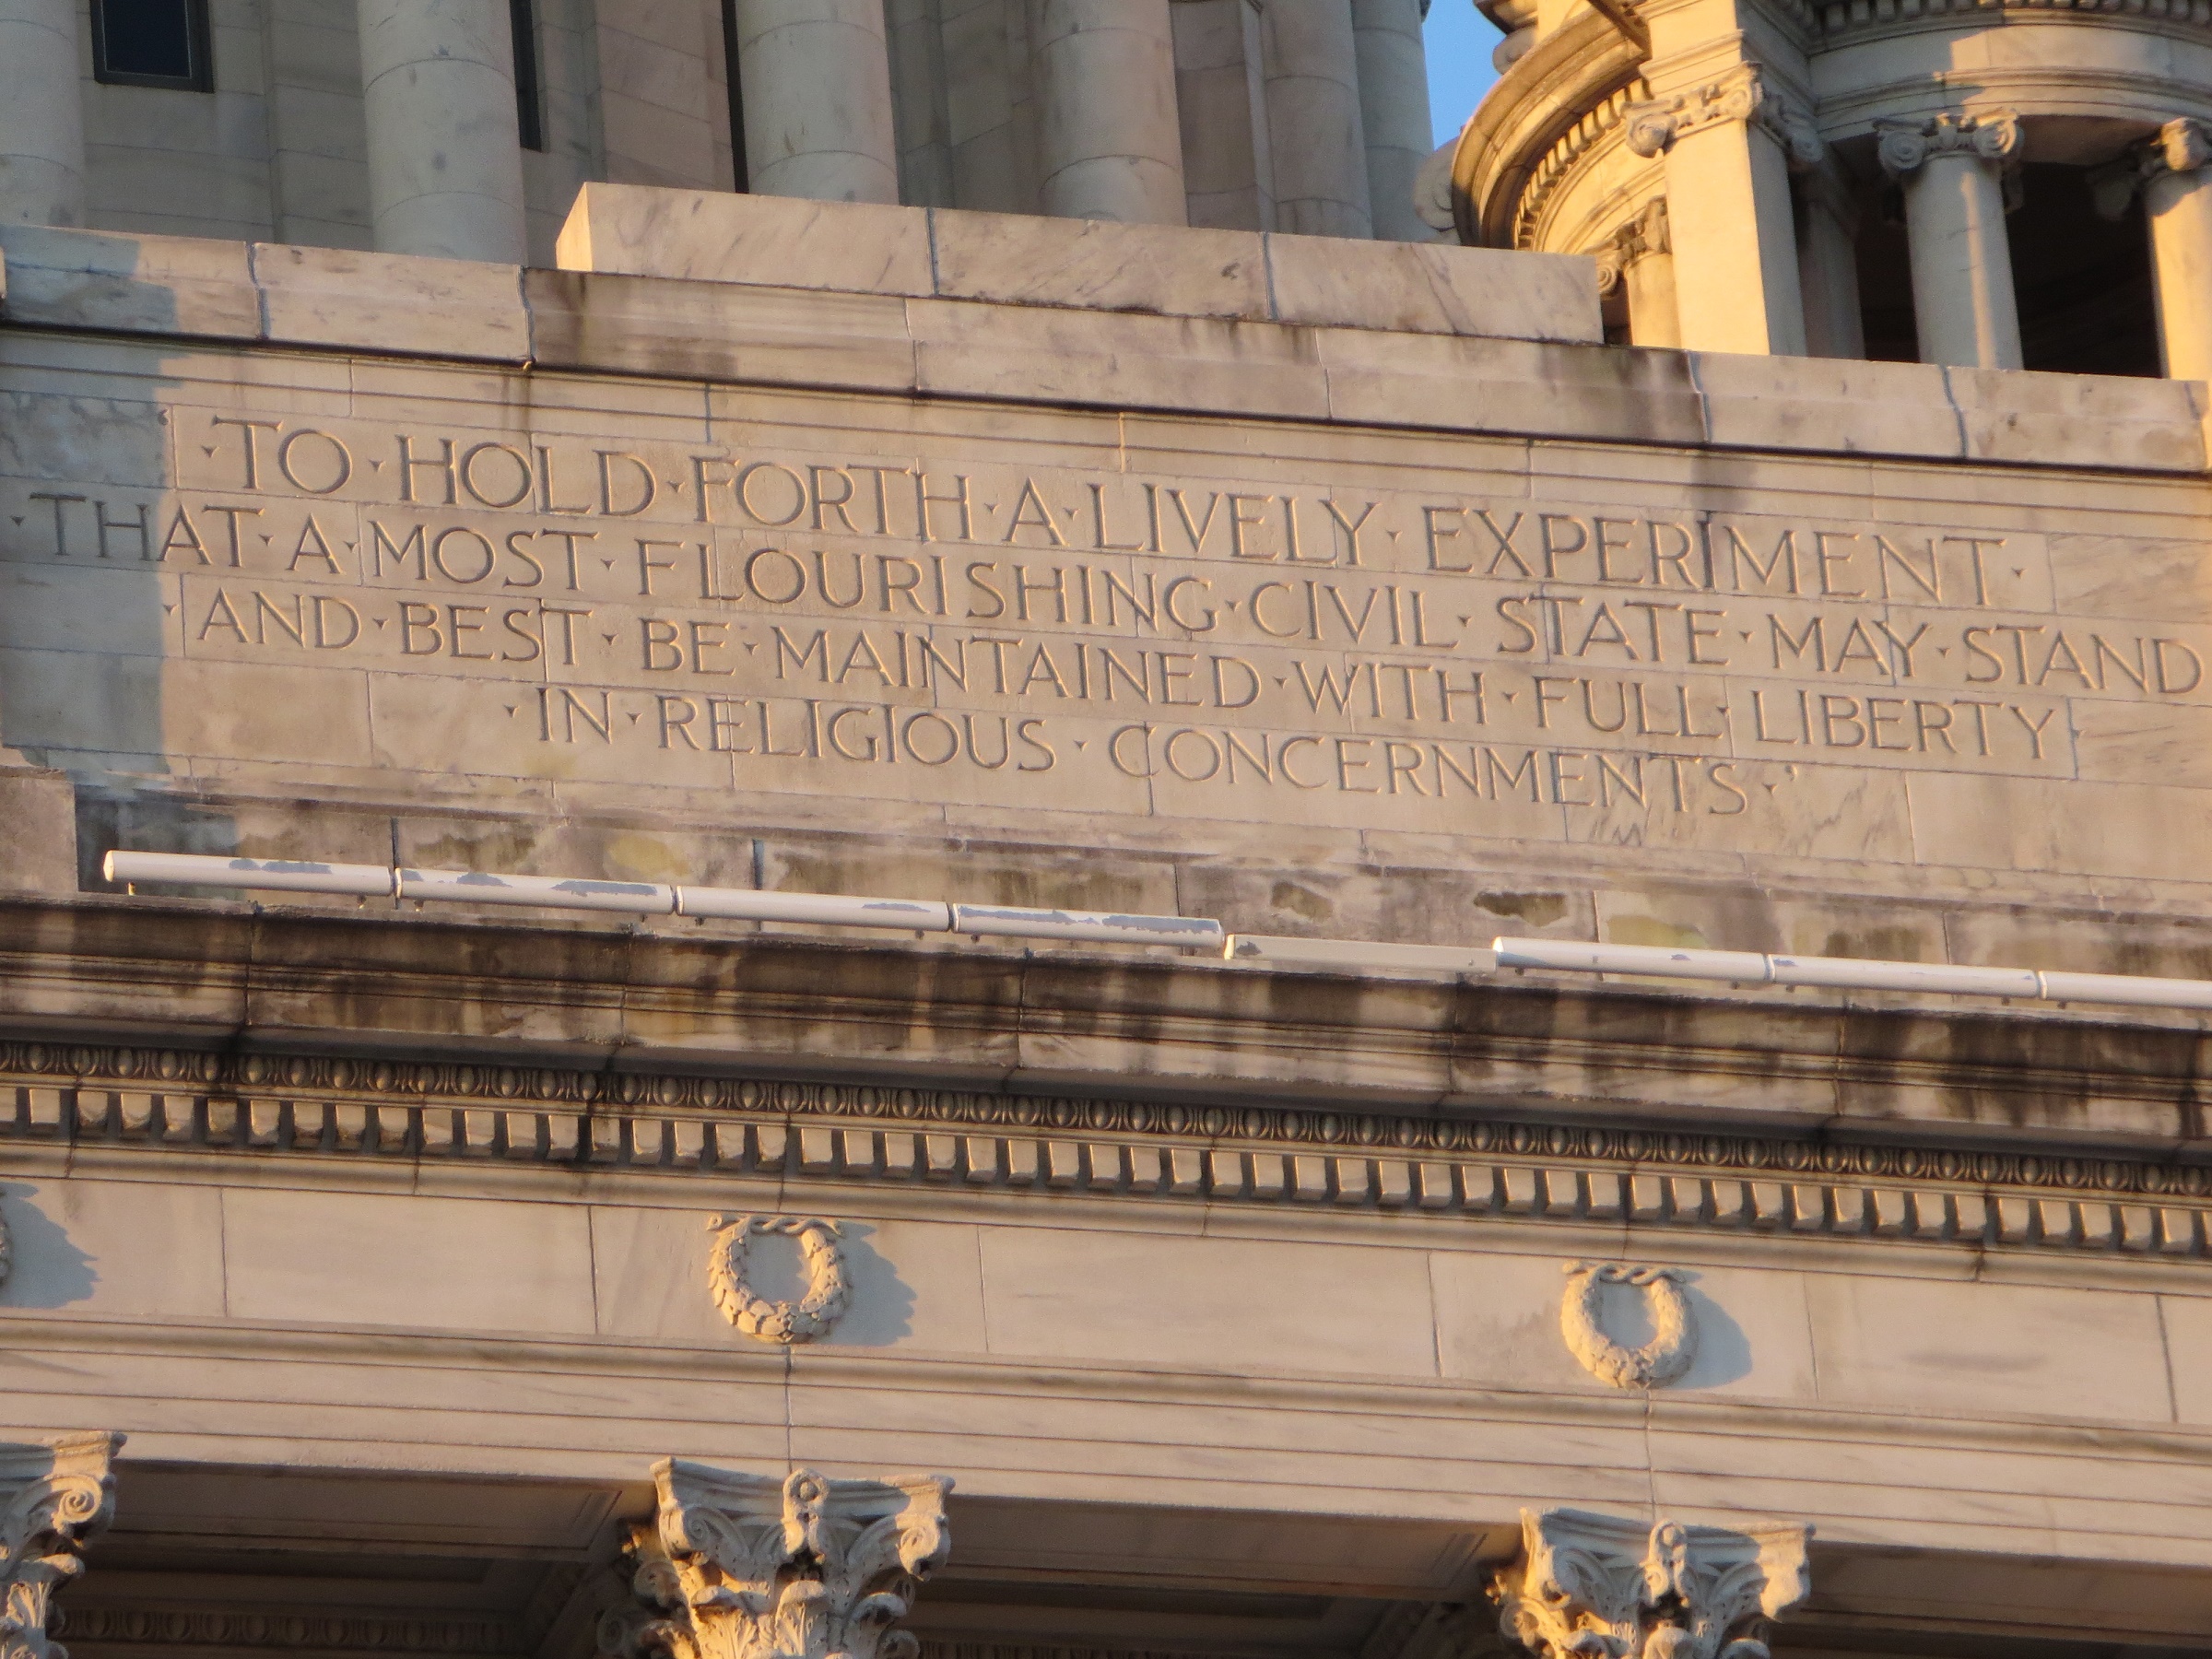 ‘·TO·HOLD·FORTH·A·LIVELY·EXPERIMENT·
·THAT·A·MOST·FLOURISHING·CIVIL·STATE·MAY·STAND
·AND·BEST·BE·MAINTAINED·WITH·FULL·LIBERTY·
·IN·RELIGIOUS·CONCERNMENTS·’